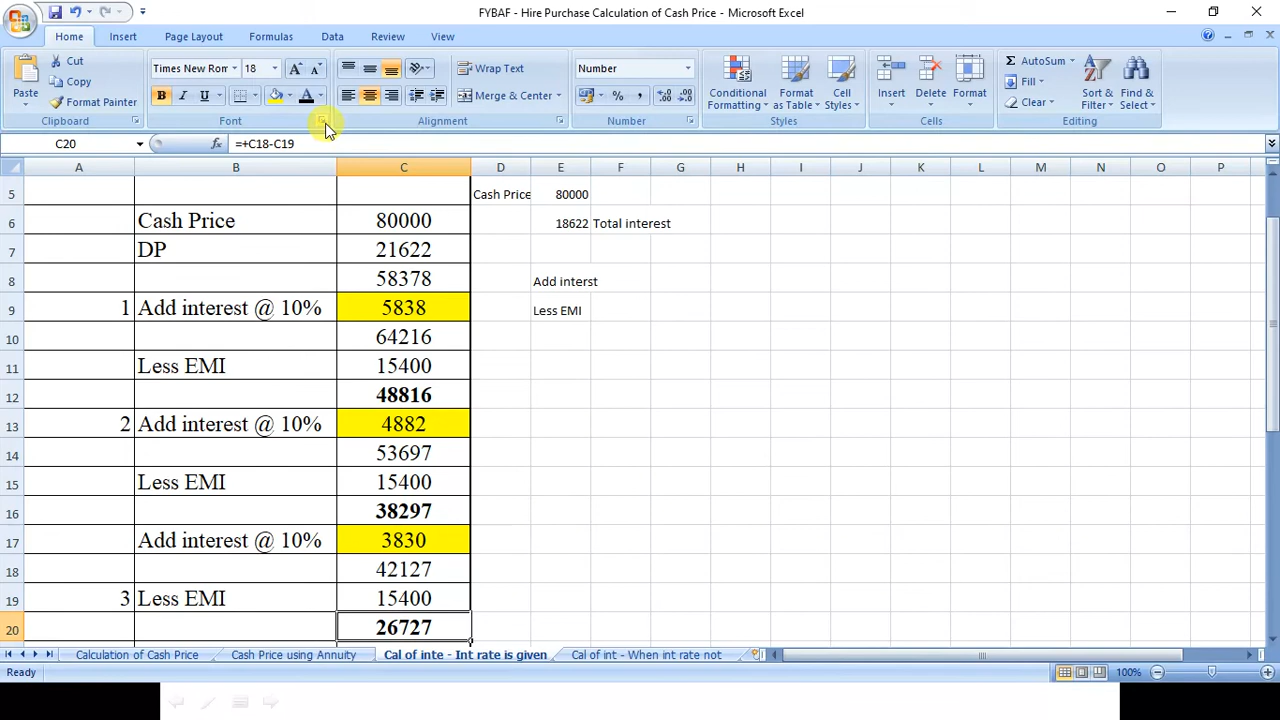 FYBAF - Hire Purchase Calculation of Cash Price - Microsoft Excel
Home Insert Page Layout Formulas Data Review View
Paste
Cut
Copy
Format Painter
Clipboard
Times New Rom 18
B I U
Font
Wrap Text
Merge & Center
Alignment
Number
% ,
Number
Conditional Formatting
Format as Table
Cell Styles
Styles
Insert Delete Format
Cells
Σ AutoSum
Fill
Clear
Sort & Filter
Find & Select
Editing
C20 fx =+C18-C19
A B C D E F G H I J K L M N O P
5 Cash Price 80000
6 Cash Price 80000 18622 Total interest
7 DP 21622
8 58378 Add interst
9 1 Add interest @ 10% 5838 Less EMI
10 64216
11 Less EMI 15400
12 48816
13 2 Add interest @ 10% 4882
14 53697
15 Less EMI 15400
16 38297
17 Add interest @ 10% 3830
18 42127
19 3 Less EMI 15400
20 26727
Calculation of Cash Price Cash Price using Annuity Cal of inte - Int rate is given Cal of int - When int rate not
Ready 100%